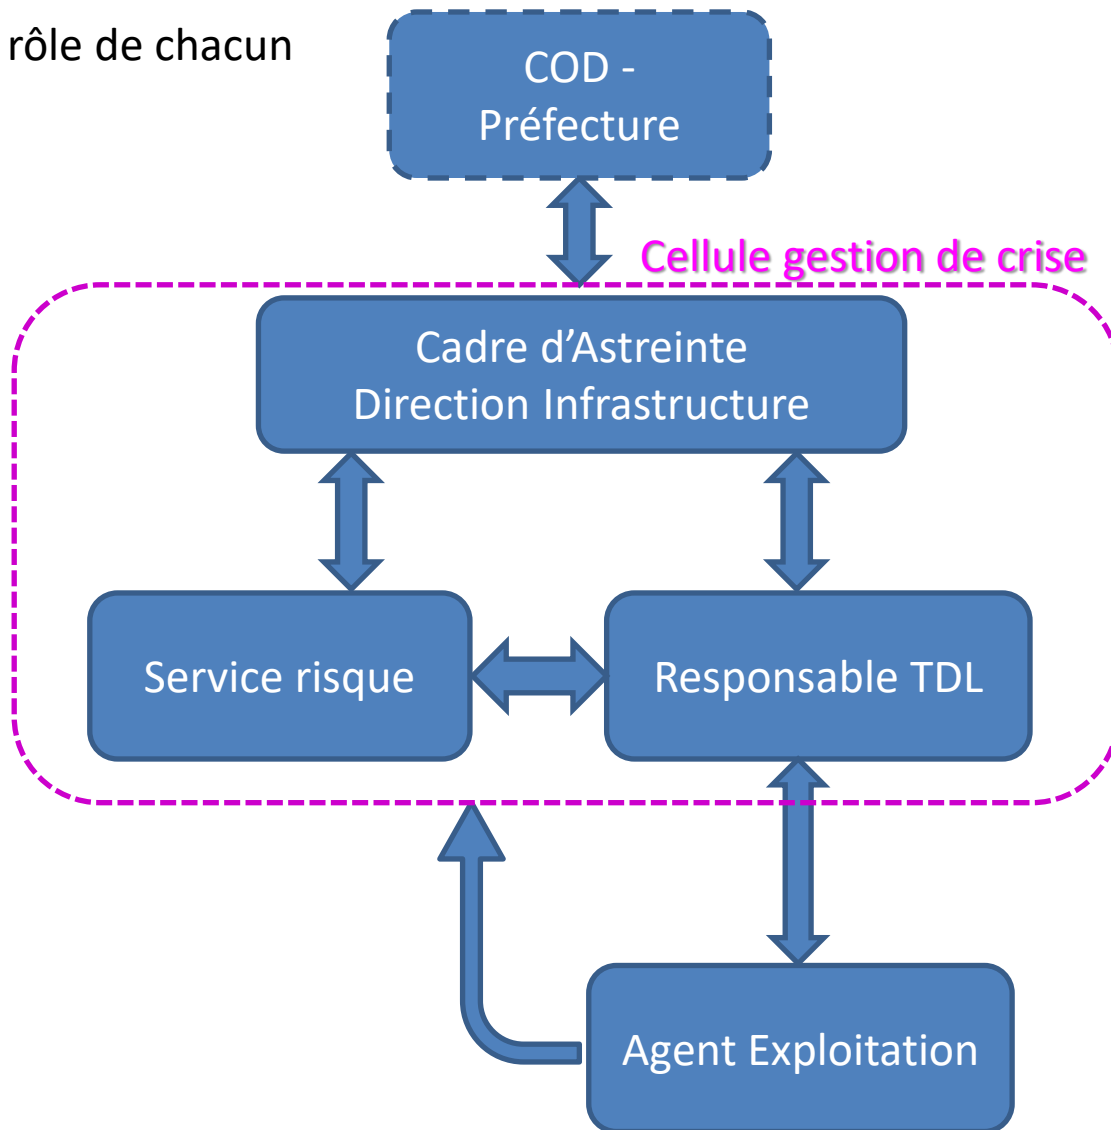 rôle de chacun
COD -
Préfecture
Cellule gestion de crise
Cadre d’Astreinte
Direction Infrastructure
Service risque
Responsable TDL
Agent Exploitation